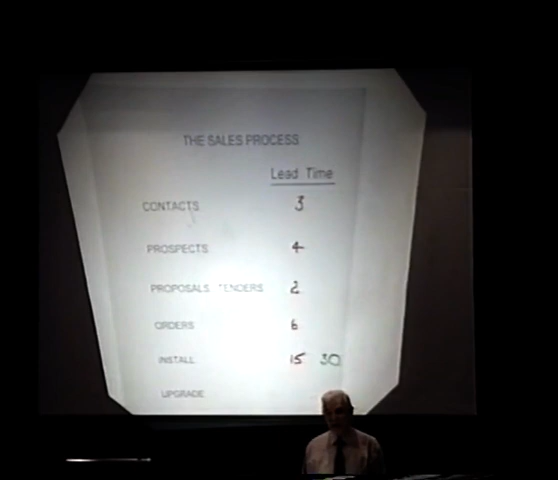 THE SALES PROCESS
Lead Time
CONTACTS 3
PROSPECTS 4
PROPOSALS TENDERS 2
ORDERS 6
INSTALL 15 30
UPGRADE